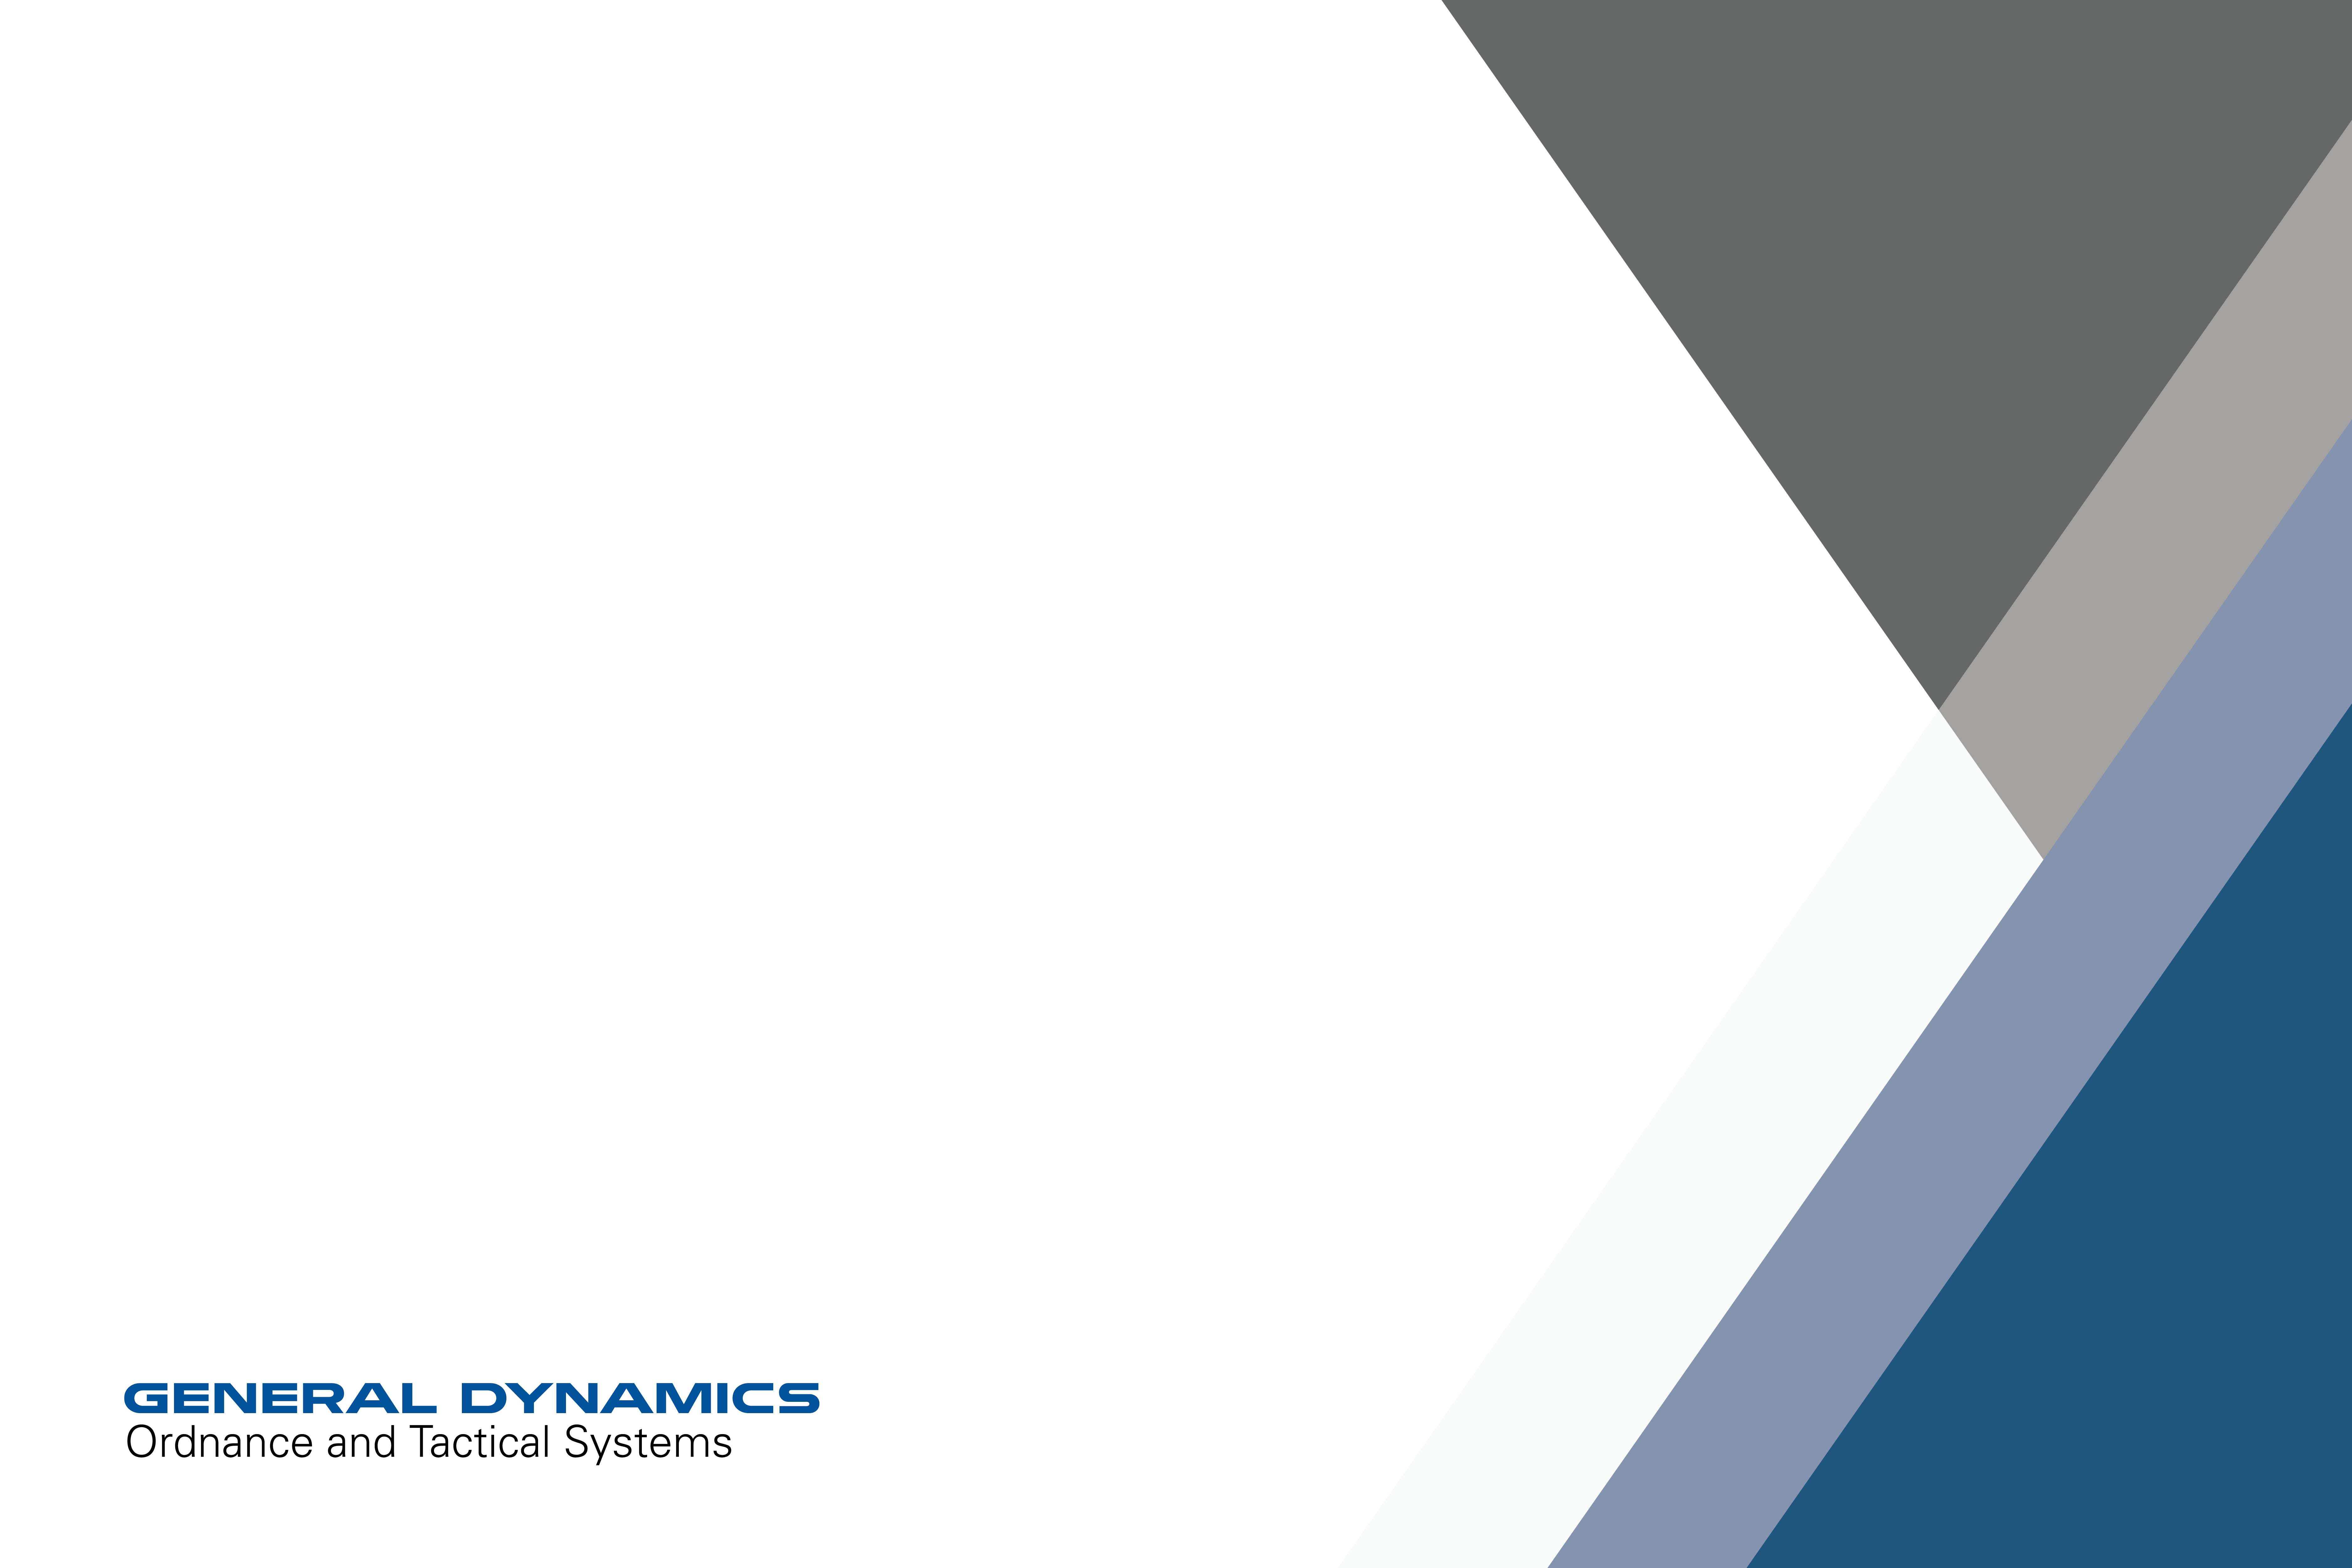 GENERAL DYNAMICS
Ordnance and Tactical Systems